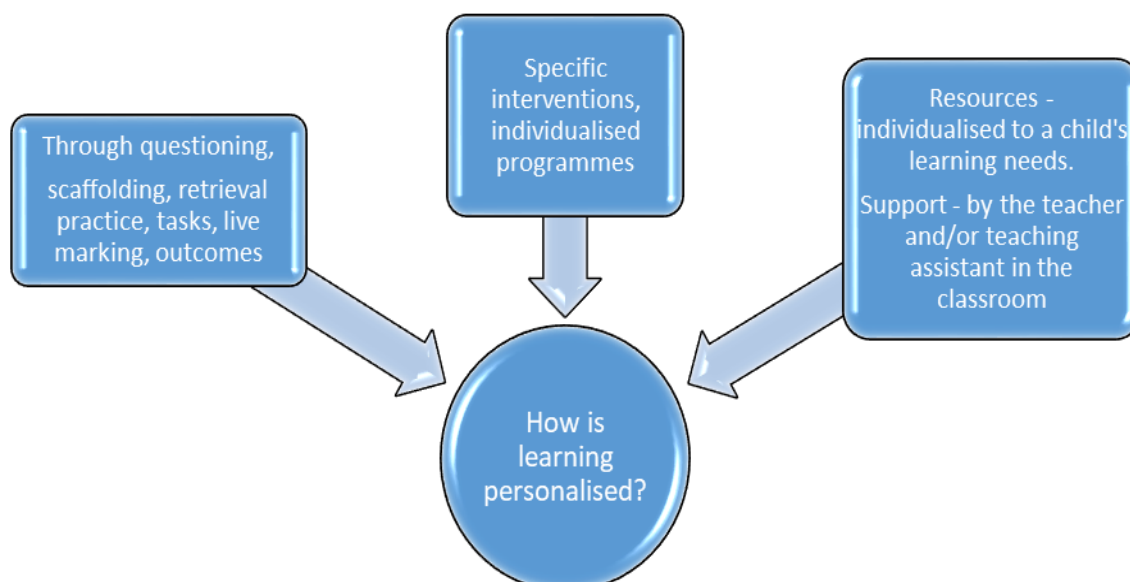 Through questioning,
scaffolding, retrieval
practice, tasks, live
marking, outcomes
Specific
interventions,
individualised
programmes
Resources -
individualised to a child's
learning needs.
Support - by the teacher
and/or teaching
assistant in the
classroom
How is
learning
personalised?